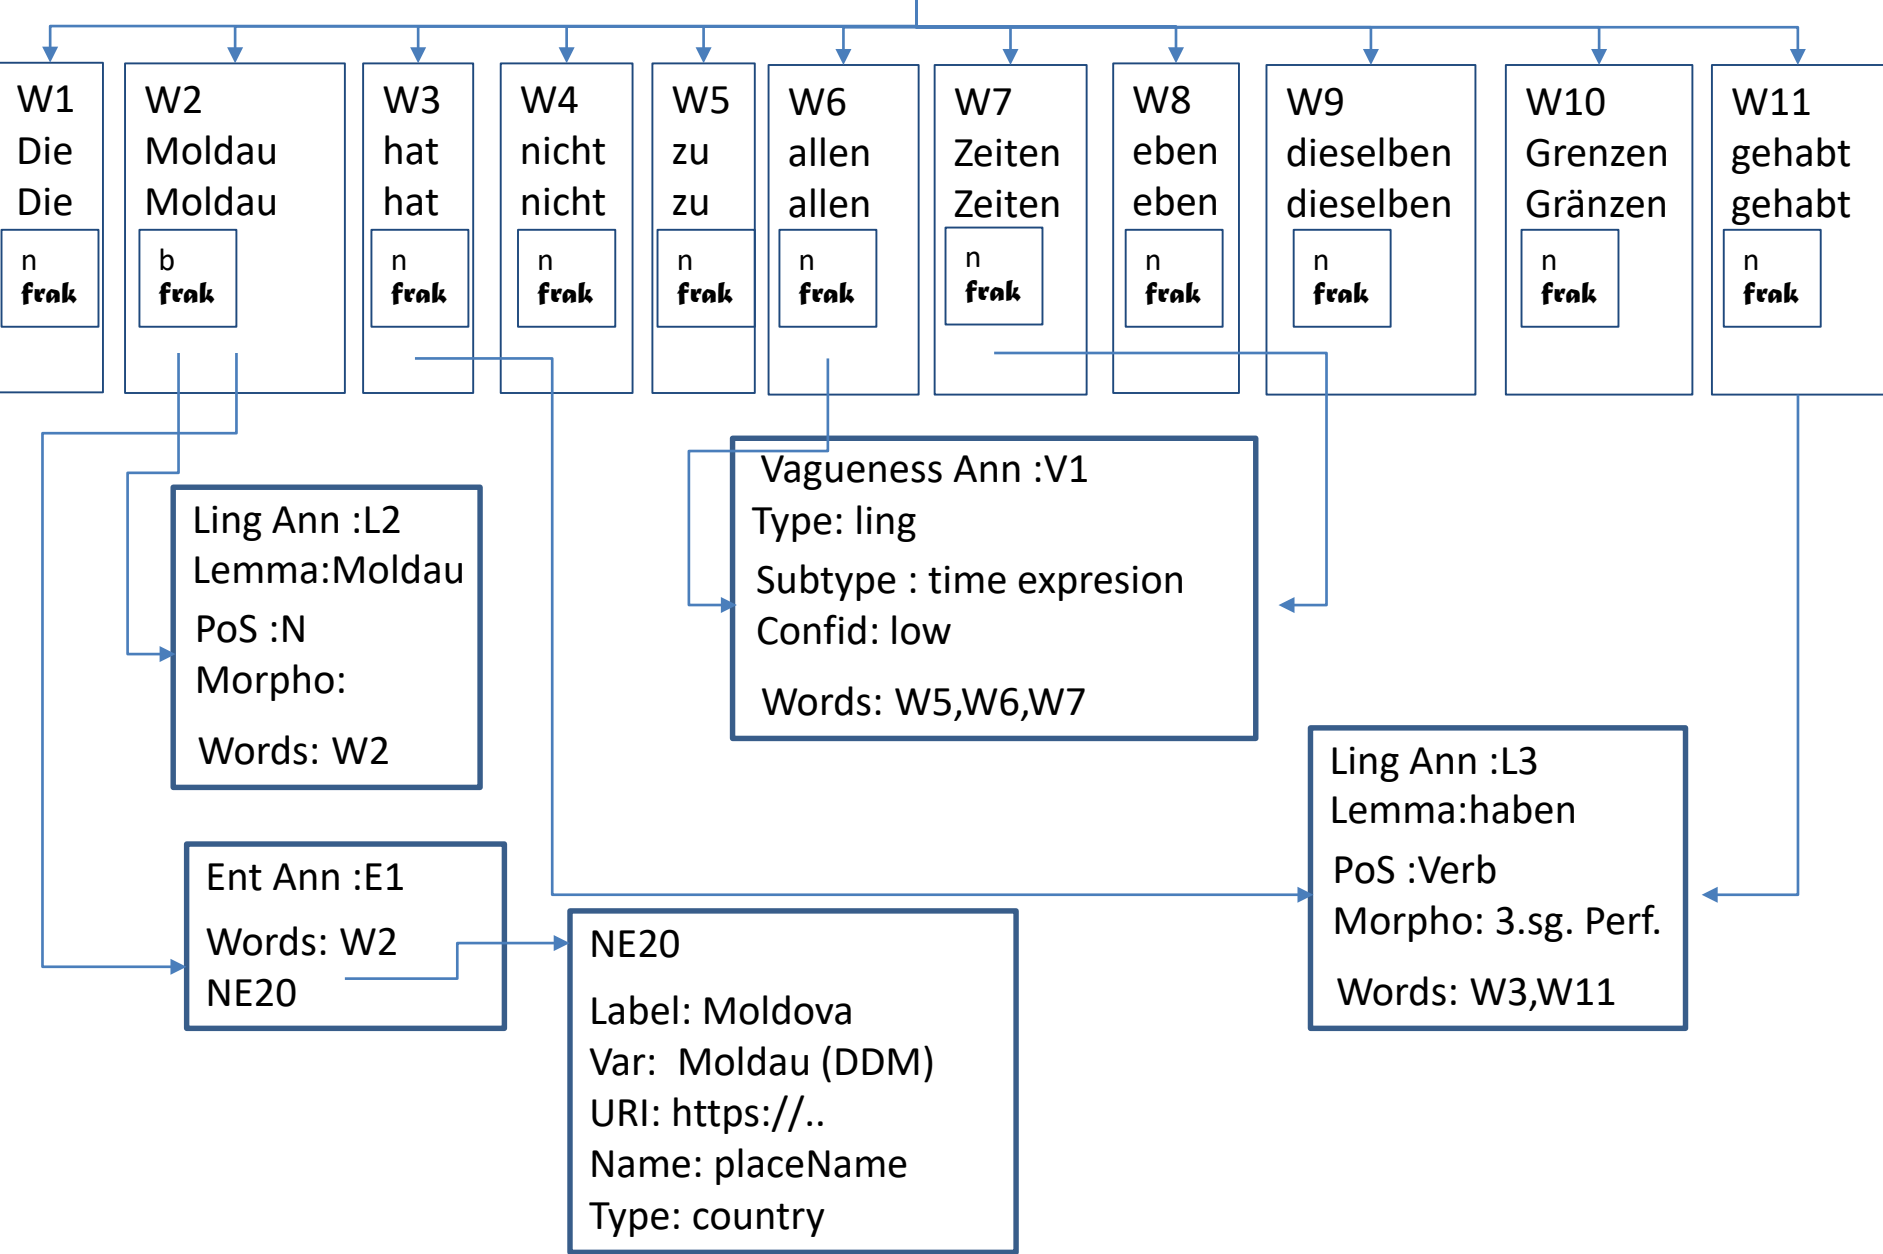 W1
Die
Die
n
frak
W2
Moldau
Moldau
b
frak
W3
hat
hat
n
frak
W4
nicht
nicht
n
frak
W5
zu
zu
n
frak
W6
allen
allen
n
frak
W7
Zeiten
Zeiten
n
frak
W8
eben
eben
n
frak
W9
dieselben
dieselben
n
frak
W10
Grenzen
Gränzen
n
frak
W11
gehabt
gehabt
n
frak
Ling Ann :L2
Lemma:Moldau
PoS :N
Morpho:
Words: W2
Vagueness Ann :V1
Type: ling
Subtype : time expresion
Confid: low
Words: W5,W6,W7
Ling Ann :L3
Lemma:haben
PoS :Verb
Morpho: 3.sg. Perf.
Words: W3,W11
Ent Ann :E1
Words: W2
NE20
NE20
Label: Moldova
Var:  Moldau (DDM)
URI: https://..
Name: placeName
Type: country